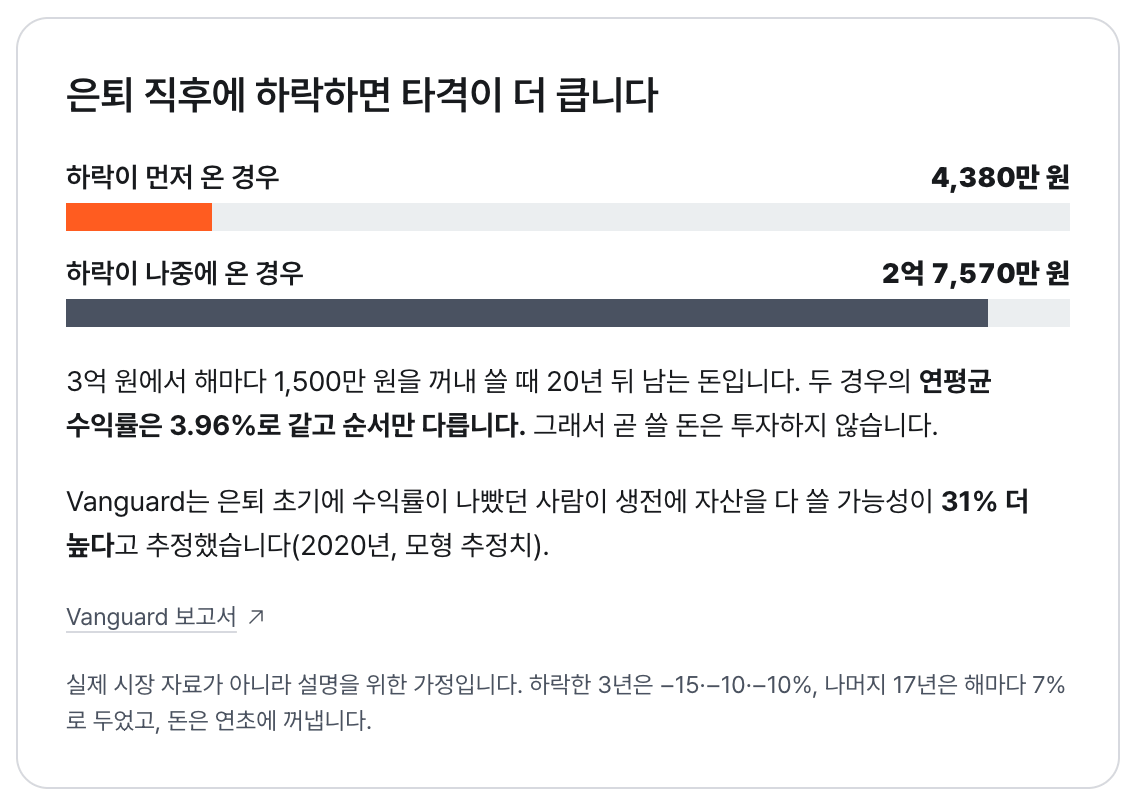 은퇴 직후에 하락하면 타격이 더 큽니다
하락이 먼저 온 경우 4,380만 원
하락이 나중에 온 경우 2억 7,570만 원
3억 원에서 해마다 1,500만 원을 꺼내 쓸 때 20년 뒤 남는 돈입니다. 두 경우의 연평균
수익률은 3.96%로 같고 순서만 다릅니다. 그래서 곧 쓸 돈은 투자하지 않습니다.
Vanguard는 은퇴 초기에 수익률이 나빴던 사람이 생전에 자산을 다 쓸 가능성이 31% 더
높다고 추정했습니다(2020년, 모형 추정치).
Vanguard 보고서 ↗
실제 시장 자료가 아니라 설명을 위한 가정입니다. 하락한 3년은 −15·−10·−10%, 나머지 17년은 해마다 7%
로 두었고, 돈은 연초에 꺼냅니다.